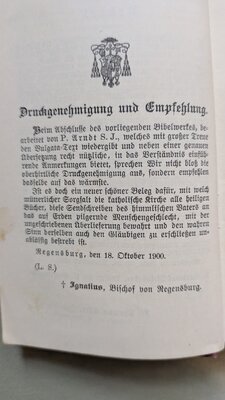 Druckgenehmigung und Empfehlung.
Beim Abschlusse des vorliegenden Bibelwerkes, be-
arbeitet von P. Arndt S. J., welches mit großer Treue
den Vulgata-Text wiedergibt und neben einer genauen
Übersetzung recht nützliche, in das Verständnis einfüh-
rende Anmerkungen bietet, sprechen Wir nicht bloß die
oberhirtliche Druckgenehmigung aus, sondern empfehlen
dasselbe auf das wärmste.
Ist es doch ein neuer schöner Beleg dafür, mit welch
mütterlicher Sorgfalt die katholische Kirche alle heiligen
Bücher, diese Sendschreiben des himmlischen Vaters an
das auf Erden pilgernde Menschengeschlecht, mit der
ungeschriebenen Überlieferung bewahrt und den wahren
Sinn derselben auch den Gläubigen zu erschließen un-
ablässig bestrebt ist.
Regensburg, den 18. Oktober 1900.
(L. S.)
† Ignatius, Bischof von Regensburg.